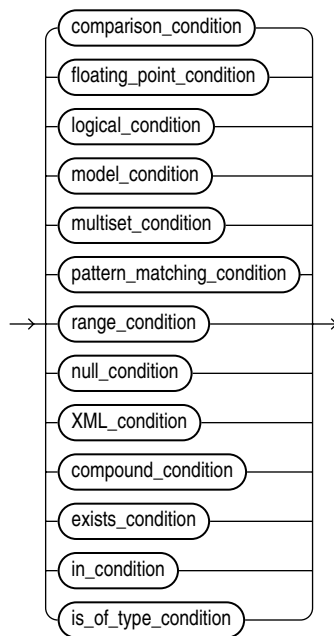 comparison_condition
floating_point_condition
logical_condition
model_condition
multiset_condition
pattern_matching_condition
range_condition
null_condition
XML_condition
compound_condition
exists_condition
in_condition
is_of_type_condition